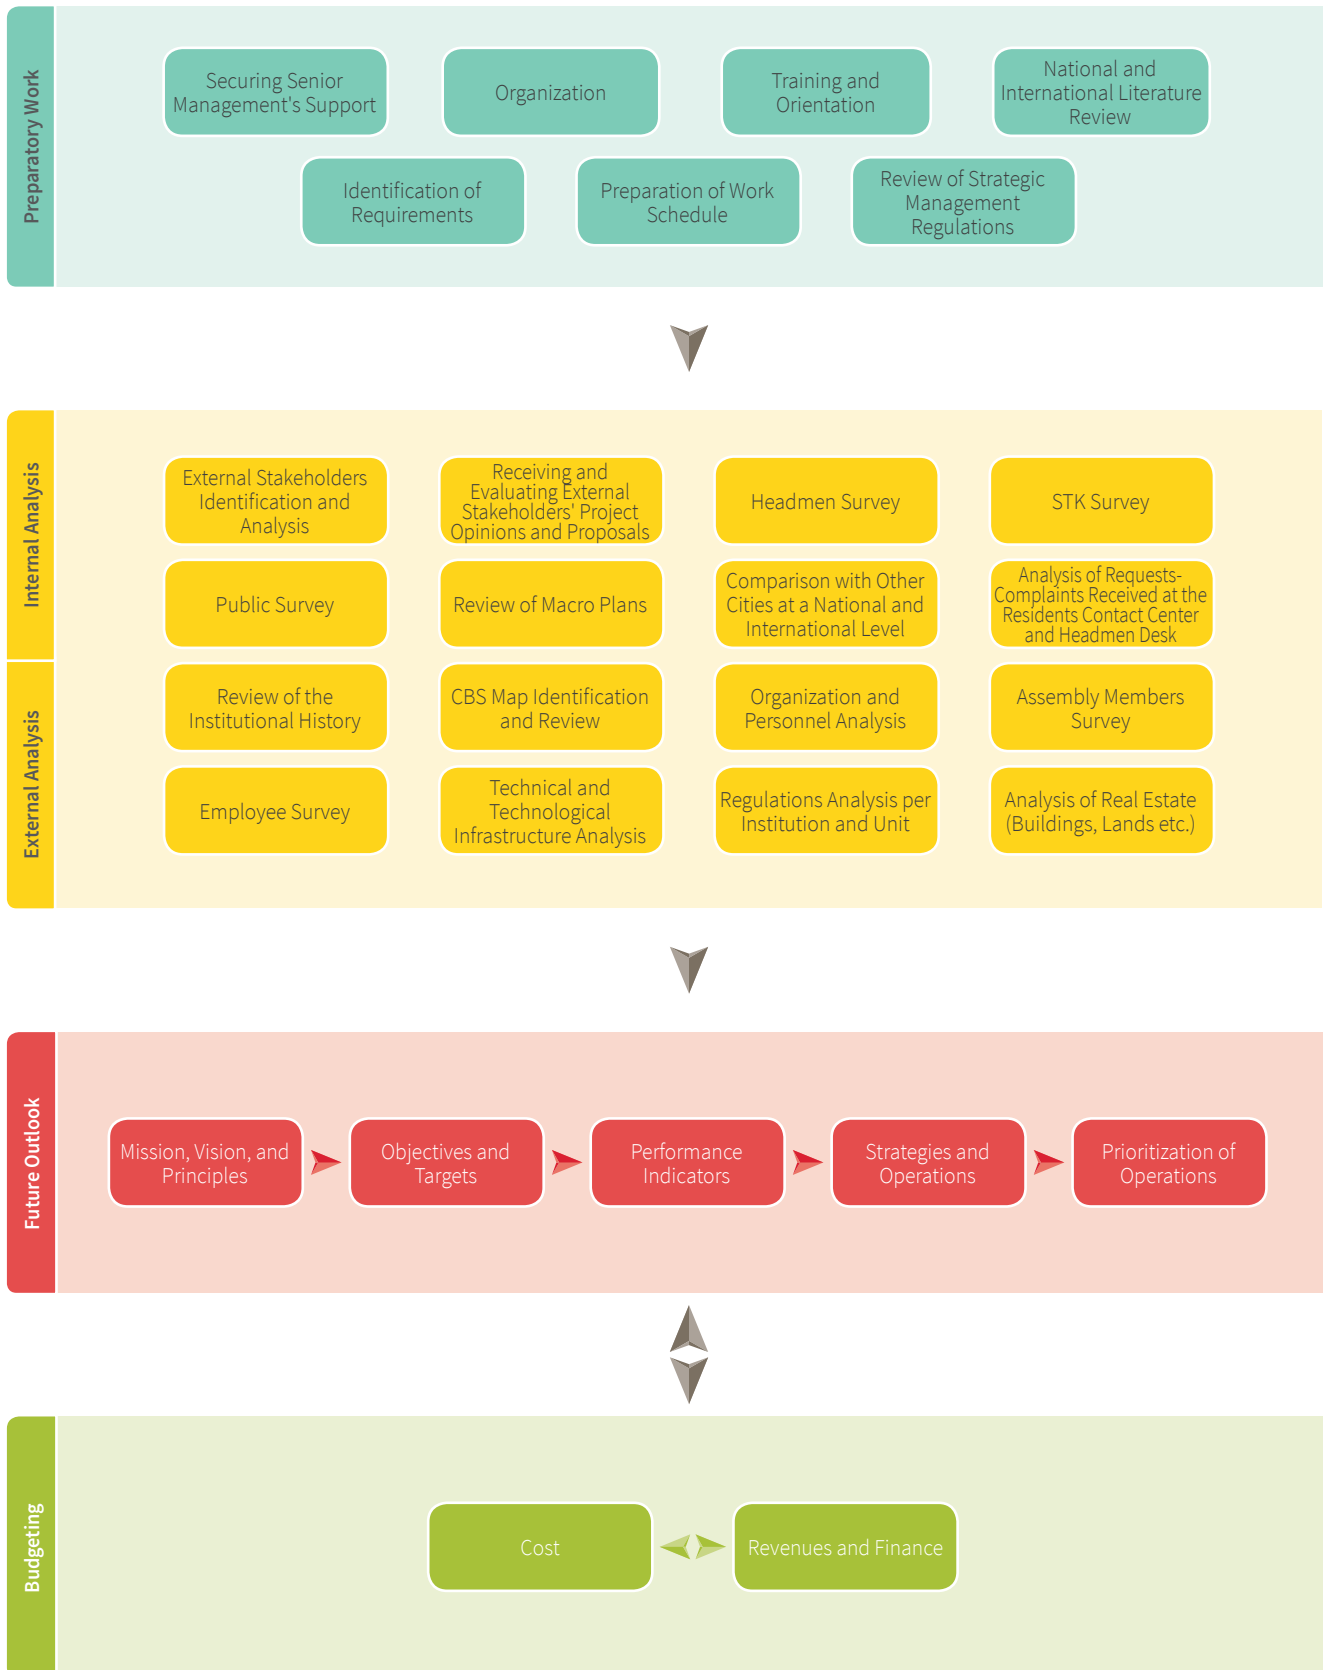 Preparatory Work
Securing Senior
Management's Support
Organization
Training and
Orientation
National and
International Literature
Review
Identification of
Requirements
Preparation of Work
Schedule
Review of Strategic
Management
Regulations
Internal Analysis
External Stakeholders
Identification and
Analysis
Receiving and
Evaluating External
Stakeholders' Project
Opinions and Proposals
Headmen Survey
STK Survey
Public Survey
Review of Macro Plans
Comparison with Other
Cities at a National and
International Level
Analysis of Requests-
Complaints Received at the
Residents Contact Center
and Headmen Desk
External Analysis
Review of the
Institutional History
CBS Map Identification
and Review
Organization and
Personnel Analysis
Assembly Members
Survey
Employee Survey
Technical and
Technological
Infrastructure Analysis
Regulations Analysis per
Institution and Unit
Analysis of Real Estate
(Buildings, Lands etc.)
Future Outlook
Mission, Vision, and
Principles
Objectives and
Targets
Performance
Indicators
Strategies and
Operations
Prioritization of
Operations
Budgeting
Cost
Revenues and Finance